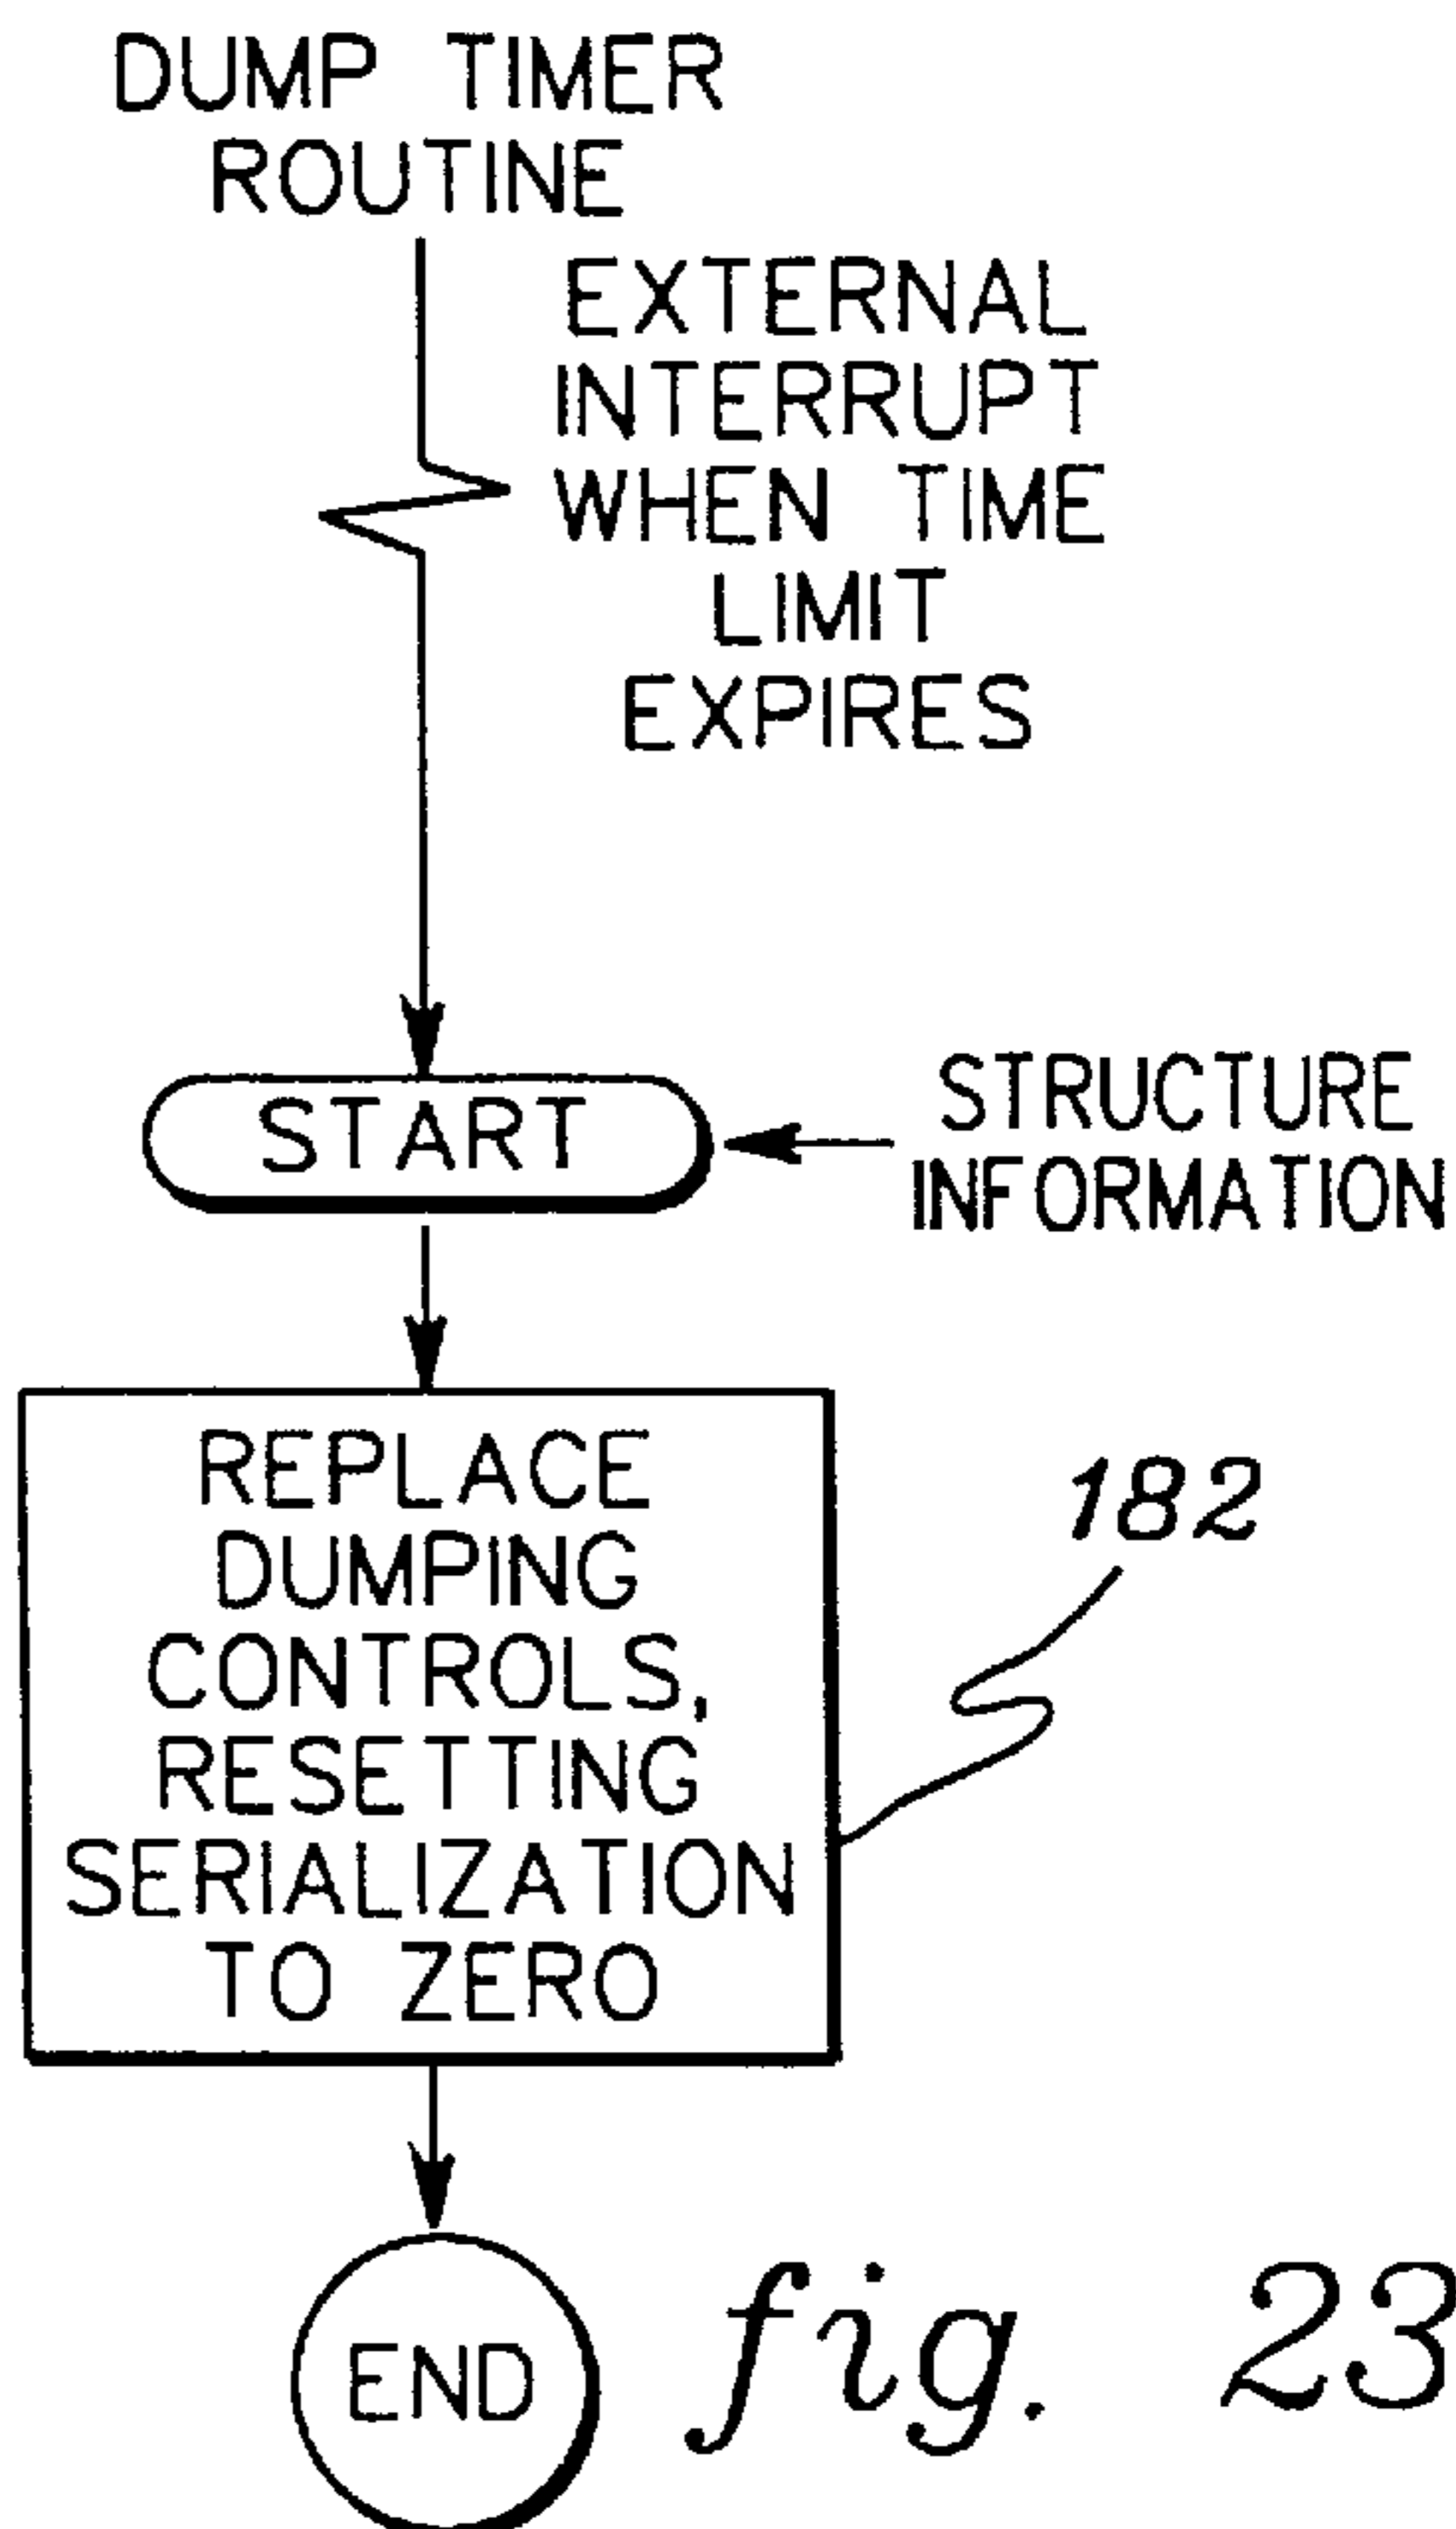 DUMP TIMER
ROUTINE
EXTERNAL
INTERRUPT
WHEN TIME
LIMIT
EXPIRES
START
STRUCTURE
INFORMATION
REPLACE
DUMPING
CONTROLS,
RESETTING
SERIALIZATION
TO ZERO
182
END
fig. 23